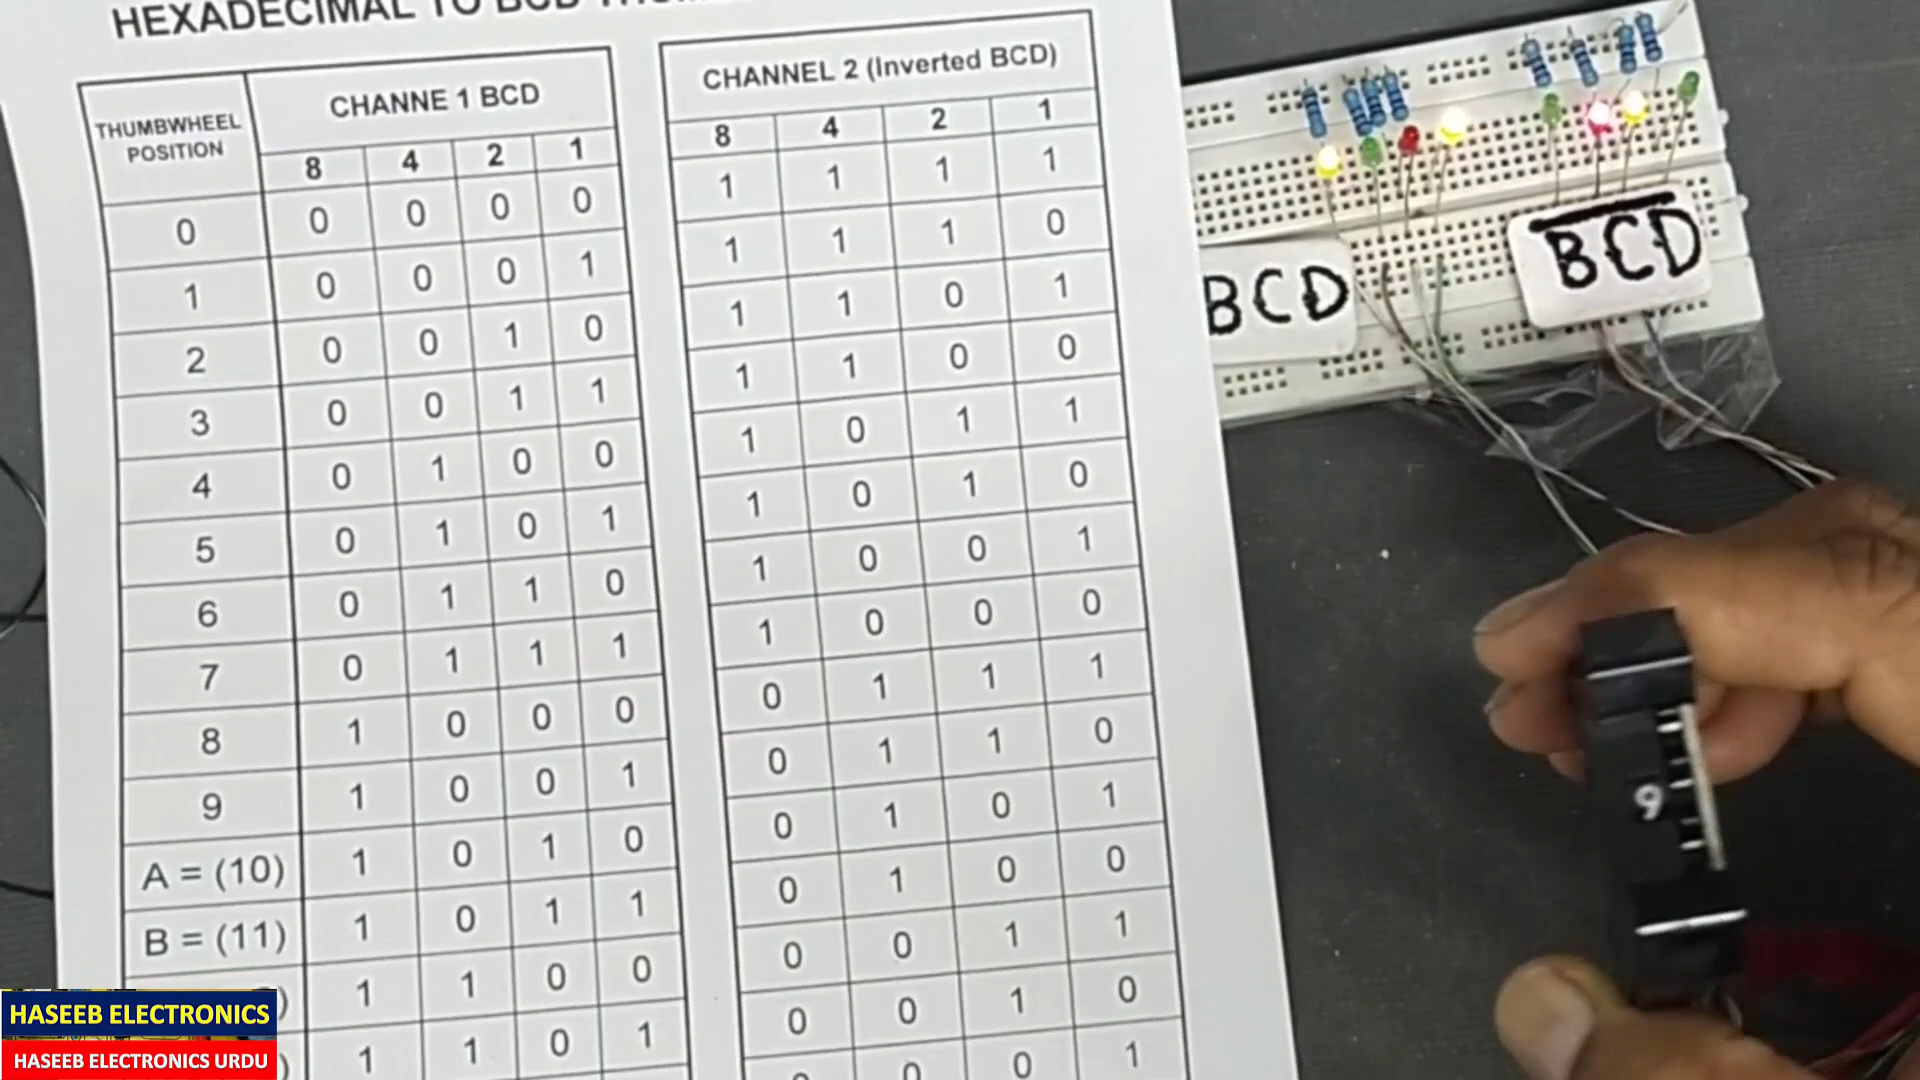 HEXADECIMAL TO BCD
THUMBWHEEL POSITION CHANNE 1 BCD CHANNEL 2 (Inverted BCD)
8 4 2 1 8 4 2 1
0 0 0 0 0 1 1 1 1
1 0 0 0 1 1 1 1 0
2 0 0 1 0 1 1 0 1
3 0 0 1 1 1 1 0 0
4 0 1 0 0 1 0 1 1
5 0 1 0 1 1 0 1 0
6 0 1 1 0 1 0 0 1
7 0 1 1 1 1 0 0 0
8 1 0 0 0 0 1 1 1
9 1 0 0 1 0 1 1 0
A = (10) 1 0 1 0 0 1 0 1
B = (11) 1 0 1 1 0 1 0 0
1 1 0 0 0 0 1 1
1 1 0 1 0 0 1 0
0 1
BCD
BCD
9
HASEEB ELECTRONICS
HASEEB ELECTRONICS URDU